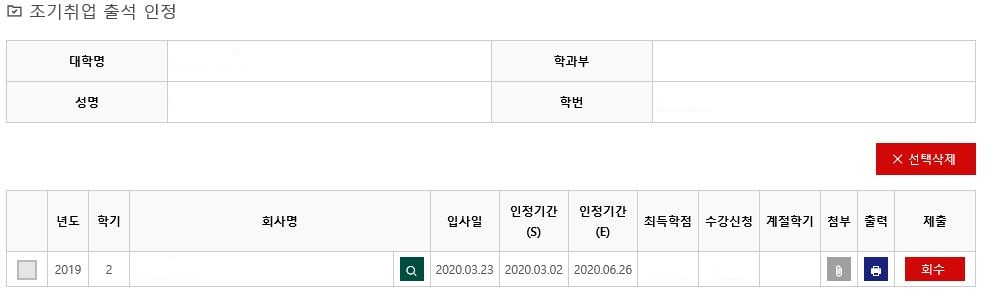 조기취업 출석 인정
대학명 학과부
성명 학번
× 선택삭제
년도 학기 회사명 입사일 인정기간 (S) 인정기간 (E) 최득학점 수강신청 계절학기 첨부 출력 제출
2019 2 2020.03.23 2020.03.02 2020.06.26 회수